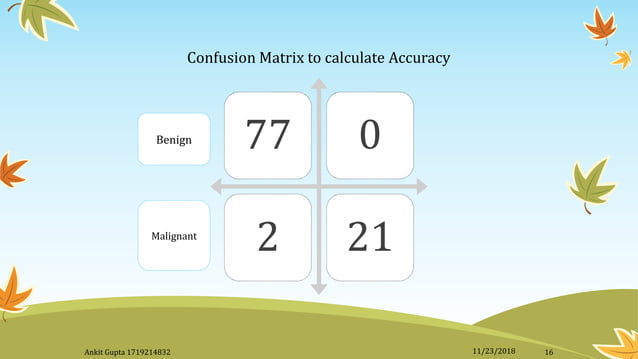 Confusion Matrix to calculate Accuracy
Benign
77
0
Malignant
2
21
Ankit Gupta 1719214832
11/23/2018
16